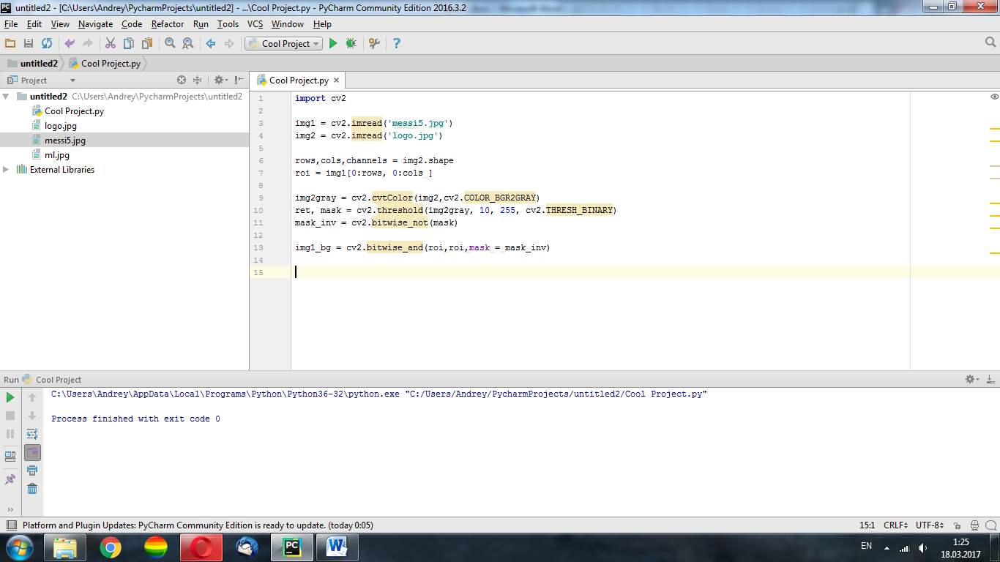 untitled2 - [C:\Users\Andrey\PycharmProjects\untitled2] - ...\Cool Project.py - PyCharm Community Edition 2016.3.2
File Edit View Navigate Code Refactor Run Tools VCS Window Help
Cool Project
untitled2 Cool Project.py
Project
Cool Project.py
untitled2 C:\Users\Andrey\PycharmProjects\untitled2
Cool Project.py
logo.jpg
messi5.jpg
ml.jpg
External Libraries
1 import cv2
2
3 img1 = cv2.imread('messi5.jpg')
4 img2 = cv2.imread('logo.jpg')
5
6 rows,cols,channels = img2.shape
7 roi = img1[0:rows, 0:cols ]
8
9 img2gray = cv2.cvtColor(img2,cv2.COLOR_BGR2GRAY)
10 ret, mask = cv2.threshold(img2gray, 10, 255, cv2.THRESH_BINARY)
11 mask_inv = cv2.bitwise_not(mask)
12
13 img1_bg = cv2.bitwise_and(roi,roi,mask = mask_inv)
14
15
Run Cool Project
C:\Users\Andrey\AppData\Local\Programs\Python\Python36-32\python.exe "C:/Users/Andrey/PycharmProjects/untitled2/Cool Project.py"
Process finished with exit code 0
Platform and Plugin Updates: PyCharm Community Edition is ready to update. (today 0:05)
15:1 CRLF UTF-8
PC
W
EN
1:25
18.03.2017